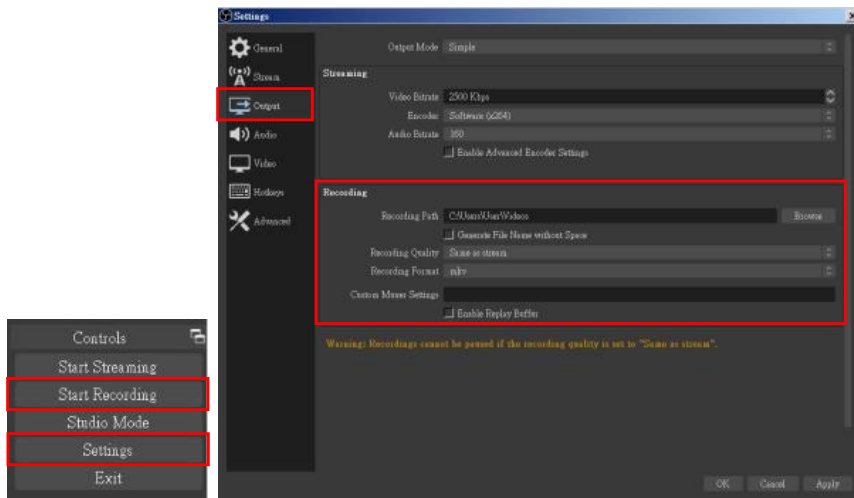 Settings
General
Stream
Output
Audio
Video
Hotkeys
Advanced
Output Mode Simple
Streaming
Video Bitrate 2500 Kbps
Encoder Software (x264)
Audio Bitrate 160
Enable Advanced Encoder Settings
Recording
Recording Path C:\Users\User\Videos Browse
Generate File Name without Space
Recording Quality Same as stream
Recording Format mkv
Custom Muxer Settings
Enable Replay Buffer
Warning: Recordings cannot be paused if the recording quality is set to "Same as stream".
OK Cancel Apply
Controls
Start Streaming
Start Recording
Studio Mode
Settings
Exit